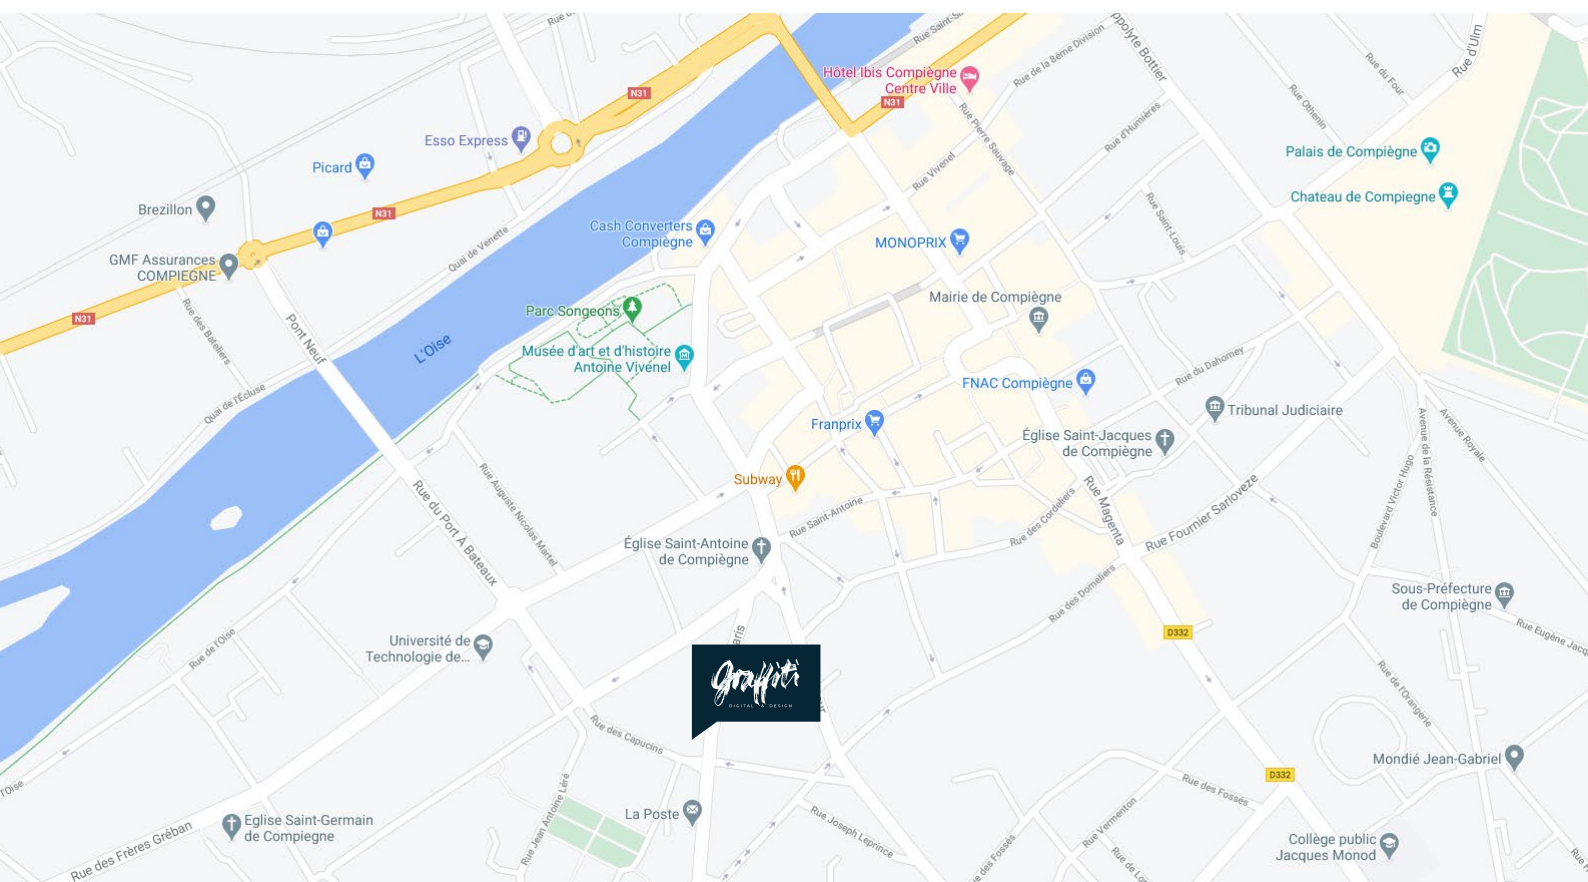 Rue Saint-S
ppolyte Bottier
Rue d'Ulm
Rue de la 8ème Division
Rue du Four
Hôtel Ibis Compiègne
Centre Ville
N31
N31
Rue Othenin
Esso Express
Rue Pierre Sauvage
Rue d'Humières
Picard
Palais de Compiègne
Rue Vivenel
Chateau de Compiegne
Brezillon
N31
Cash Converters
Compiègne
Rue Saint-Louis
MONOPRIX
Quai de Venette
GMF Assurances
COMPIEGNE
Mairie de Compiègne
Parc Songeons
N31
Rue des Bateliers
Pont Neuf
L'Oise
Musée d'art et d'histoire
Antoine Vivenel
Rue du Dahomey
FNAC Compiègne
Quai de l'Écluse
Tribunal Judiciaire
Franprix
Avenue de la Résistance
Avenue Royale
Église Saint-Jacques
de Compiègne
Subway
Rue Auguste Nicolas Martel
Rue du Port À Bateaux
Rue Saint-Antoine
Rue des Cordeliers
Rue Magenta
Rue Fournier Sarloveze
Boulevard Victor Hugo
Église Saint-Antoine
de Compiègne
Rue des Domeliers
Sous-Préfecture
de Compiègne
Rue Eugène Jacq
D332
Rue de l'Oise
Université de
Technologie de...
aris
Graffiti
DIGITAL & DESIGN
Rue de l'Orangerie
Rue des Capucins
Mondié Jean-Gabriel
D332
l'Oise
Rue des Fossés
La Poste
Rue Jean Antoine Léré
Rue Joseph Leprince
Rue Vermenton
Eglise Saint-Germain
de Compiegne
Rue des Frères Gréban
des Fossés
Collège public
Jacques Monod